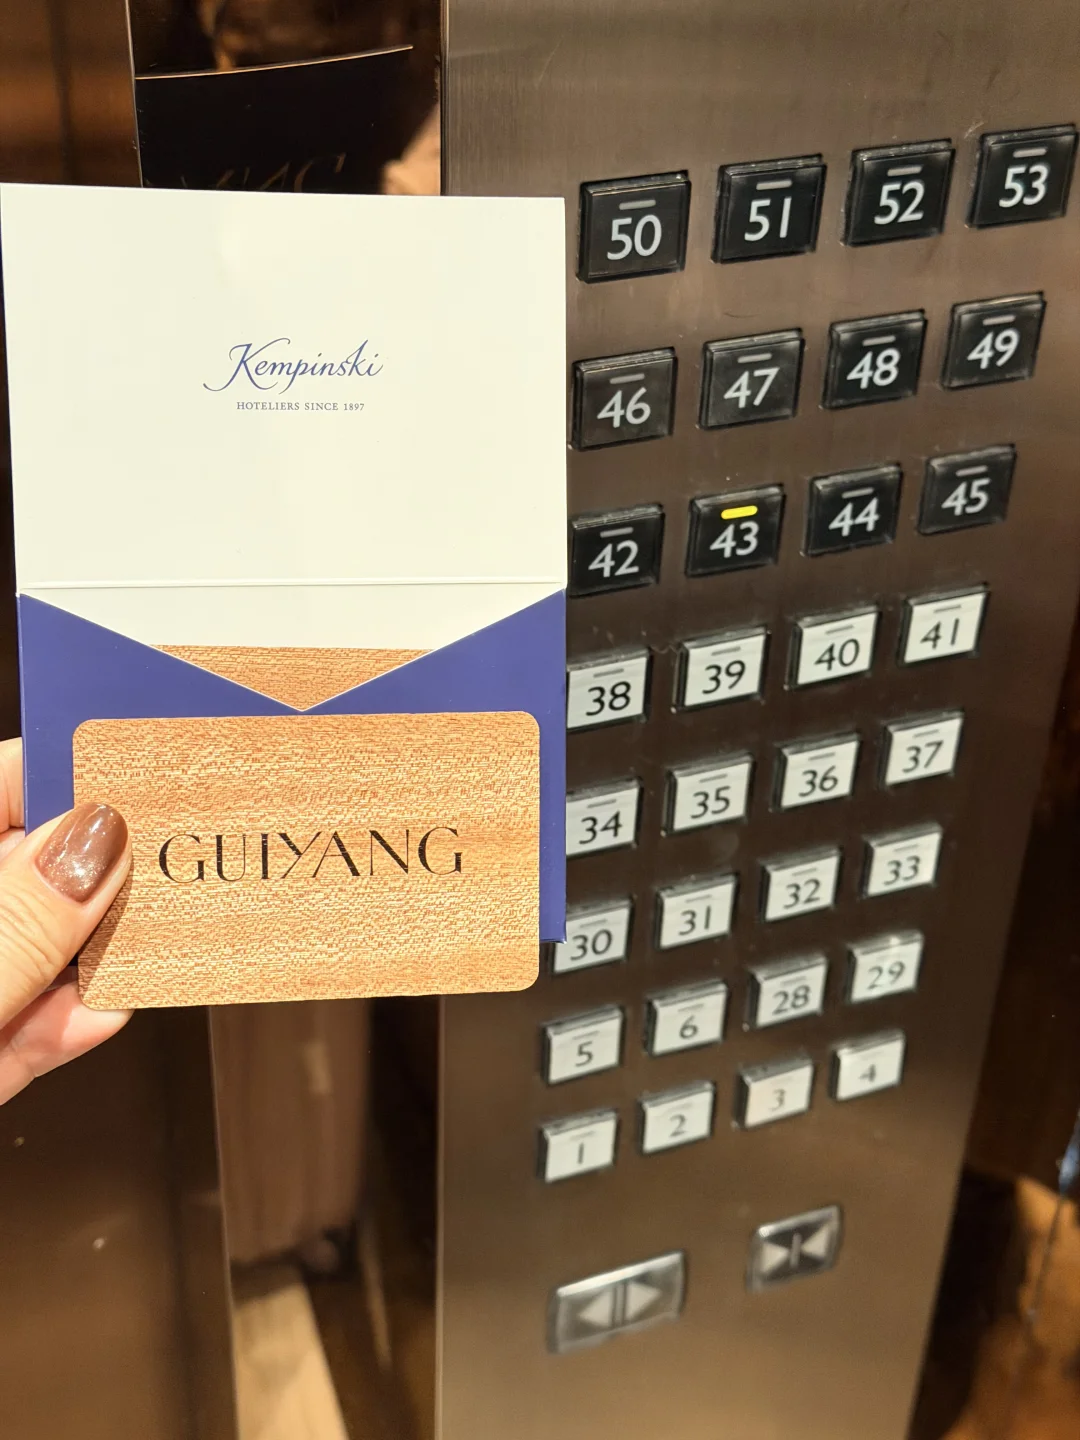 Kempinski
HOTELIERS SINCE 1897
GUIYANG
50 51 52 53
46 47 48 49
42 43 44 45
38 39 40 41
34 35 36 37
30 31 32 33
5 6 28 29
1 2 3 4